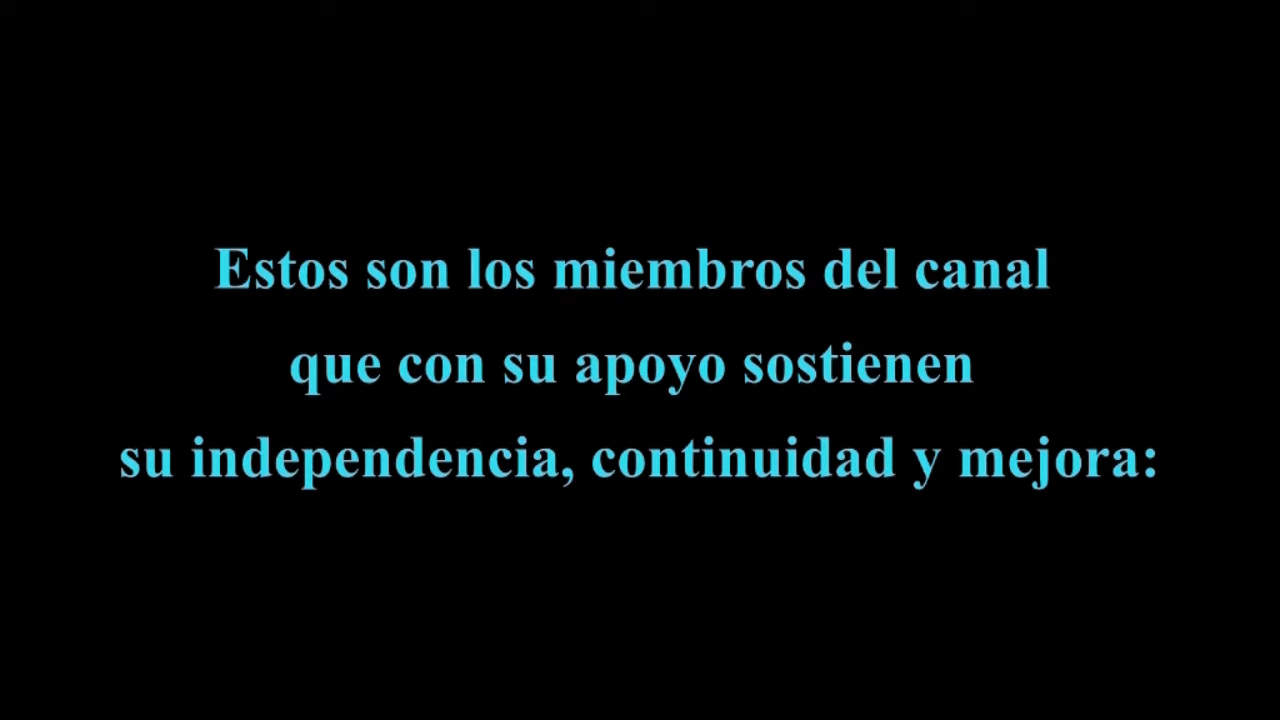 Estos son los miembros del canal
que con su apoyo sostienen
su independencia, continuidad y mejora: